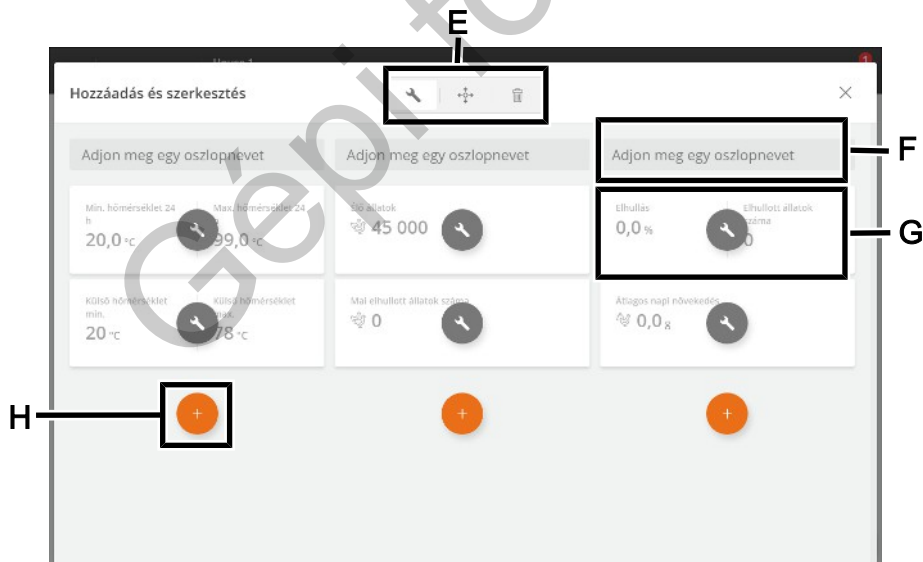 E
1
Hozzáadás és szerkesztés
Adjon meg egy oszlopnevet
Adjon meg egy oszlopnevet
Adjon meg egy oszlopnevet
F
Min. hőmérséklet 24 h
20,0 °C
Max. hőmérséklet 24
99,0 °C
Élő állatok
45 000
Elhullás
0,0 %
Elhullott állatok száma
0
G
Külső hőmérséklet min.
20 °C
Külső hőmérséklet max.
78 °C
Mai elhullott állatok száma
0
Átlagos napi növekedés
0,0 g
H
+
+
+
Gépi